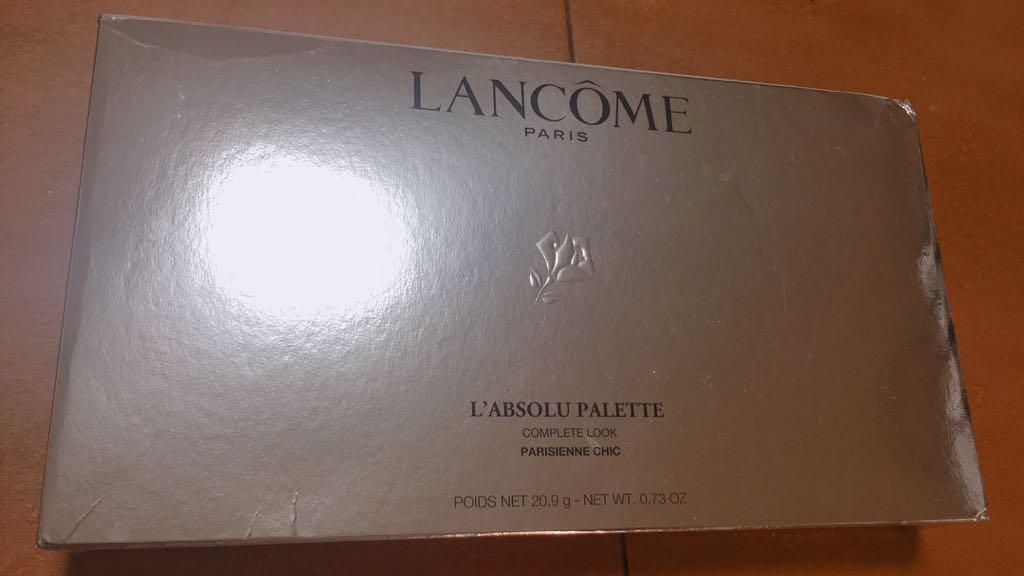 LANCÔME
PARIS
L'ABSOLU PALETTE
COMPLETE LOOK
PARISIENNE CHIC
POIDS NET 20,9 g - NET WT. 0.73 OZ